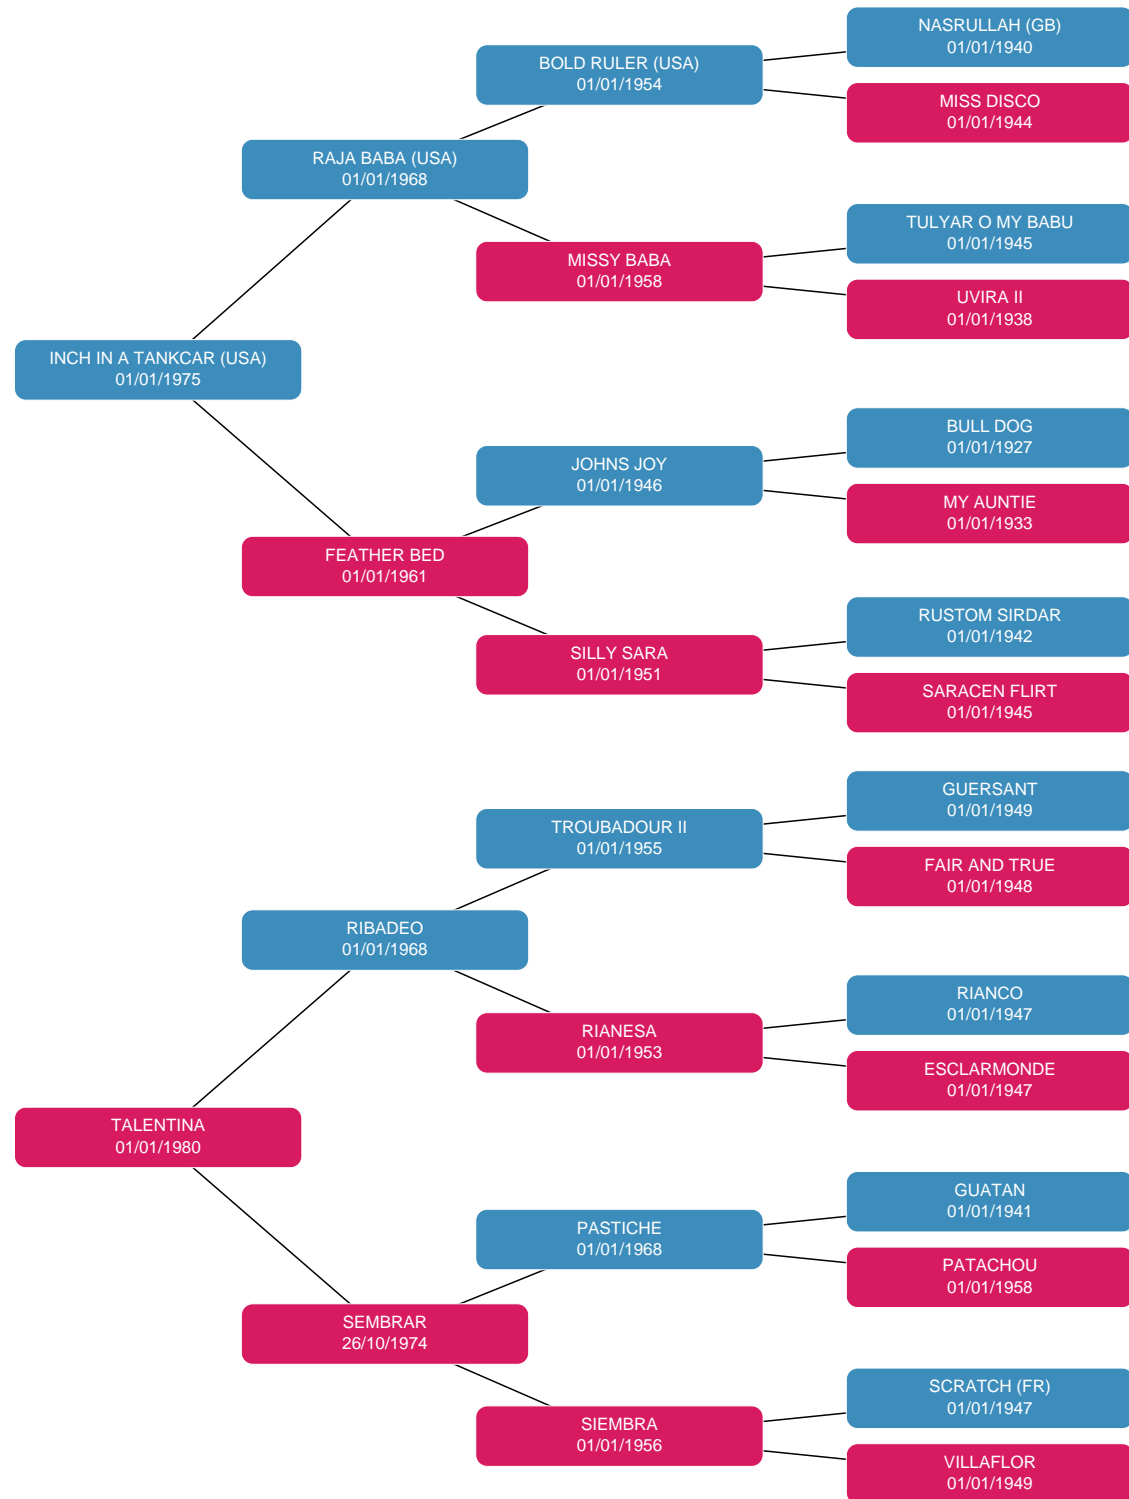 NASRULLAH (GB)
01/01/1940
BOLD RULER (USA)
01/01/1954
MISS DISCO
01/01/1944
RAJA BABA (USA)
01/01/1968
TULYAR O MY BABU
01/01/1945
MISSY BABA
01/01/1958
UVIRA II
01/01/1938
INCH IN A TANKCAR (USA)
01/01/1975
BULL DOG
01/01/1927
JOHNS JOY
01/01/1946
MY AUNTIE
01/01/1933
FEATHER BED
01/01/1961
RUSTOM SIRDAR
01/01/1942
SILLY SARA
01/01/1951
SARACEN FLIRT
01/01/1945
GUERSANT
01/01/1949
TROUBADOUR II
01/01/1955
FAIR AND TRUE
01/01/1948
RIBADEO
01/01/1968
RIANCO
01/01/1947
RIANESA
01/01/1953
ESCLARMONDE
01/01/1947
TALENTINA
01/01/1980
GUATAN
01/01/1941
PASTICHE
01/01/1968
PATACHOU
01/01/1958
SEMBRAR
26/10/1974
SCRATCH (FR)
01/01/1947
SIEMBRA
01/01/1956
VILLAFLOR
01/01/1949